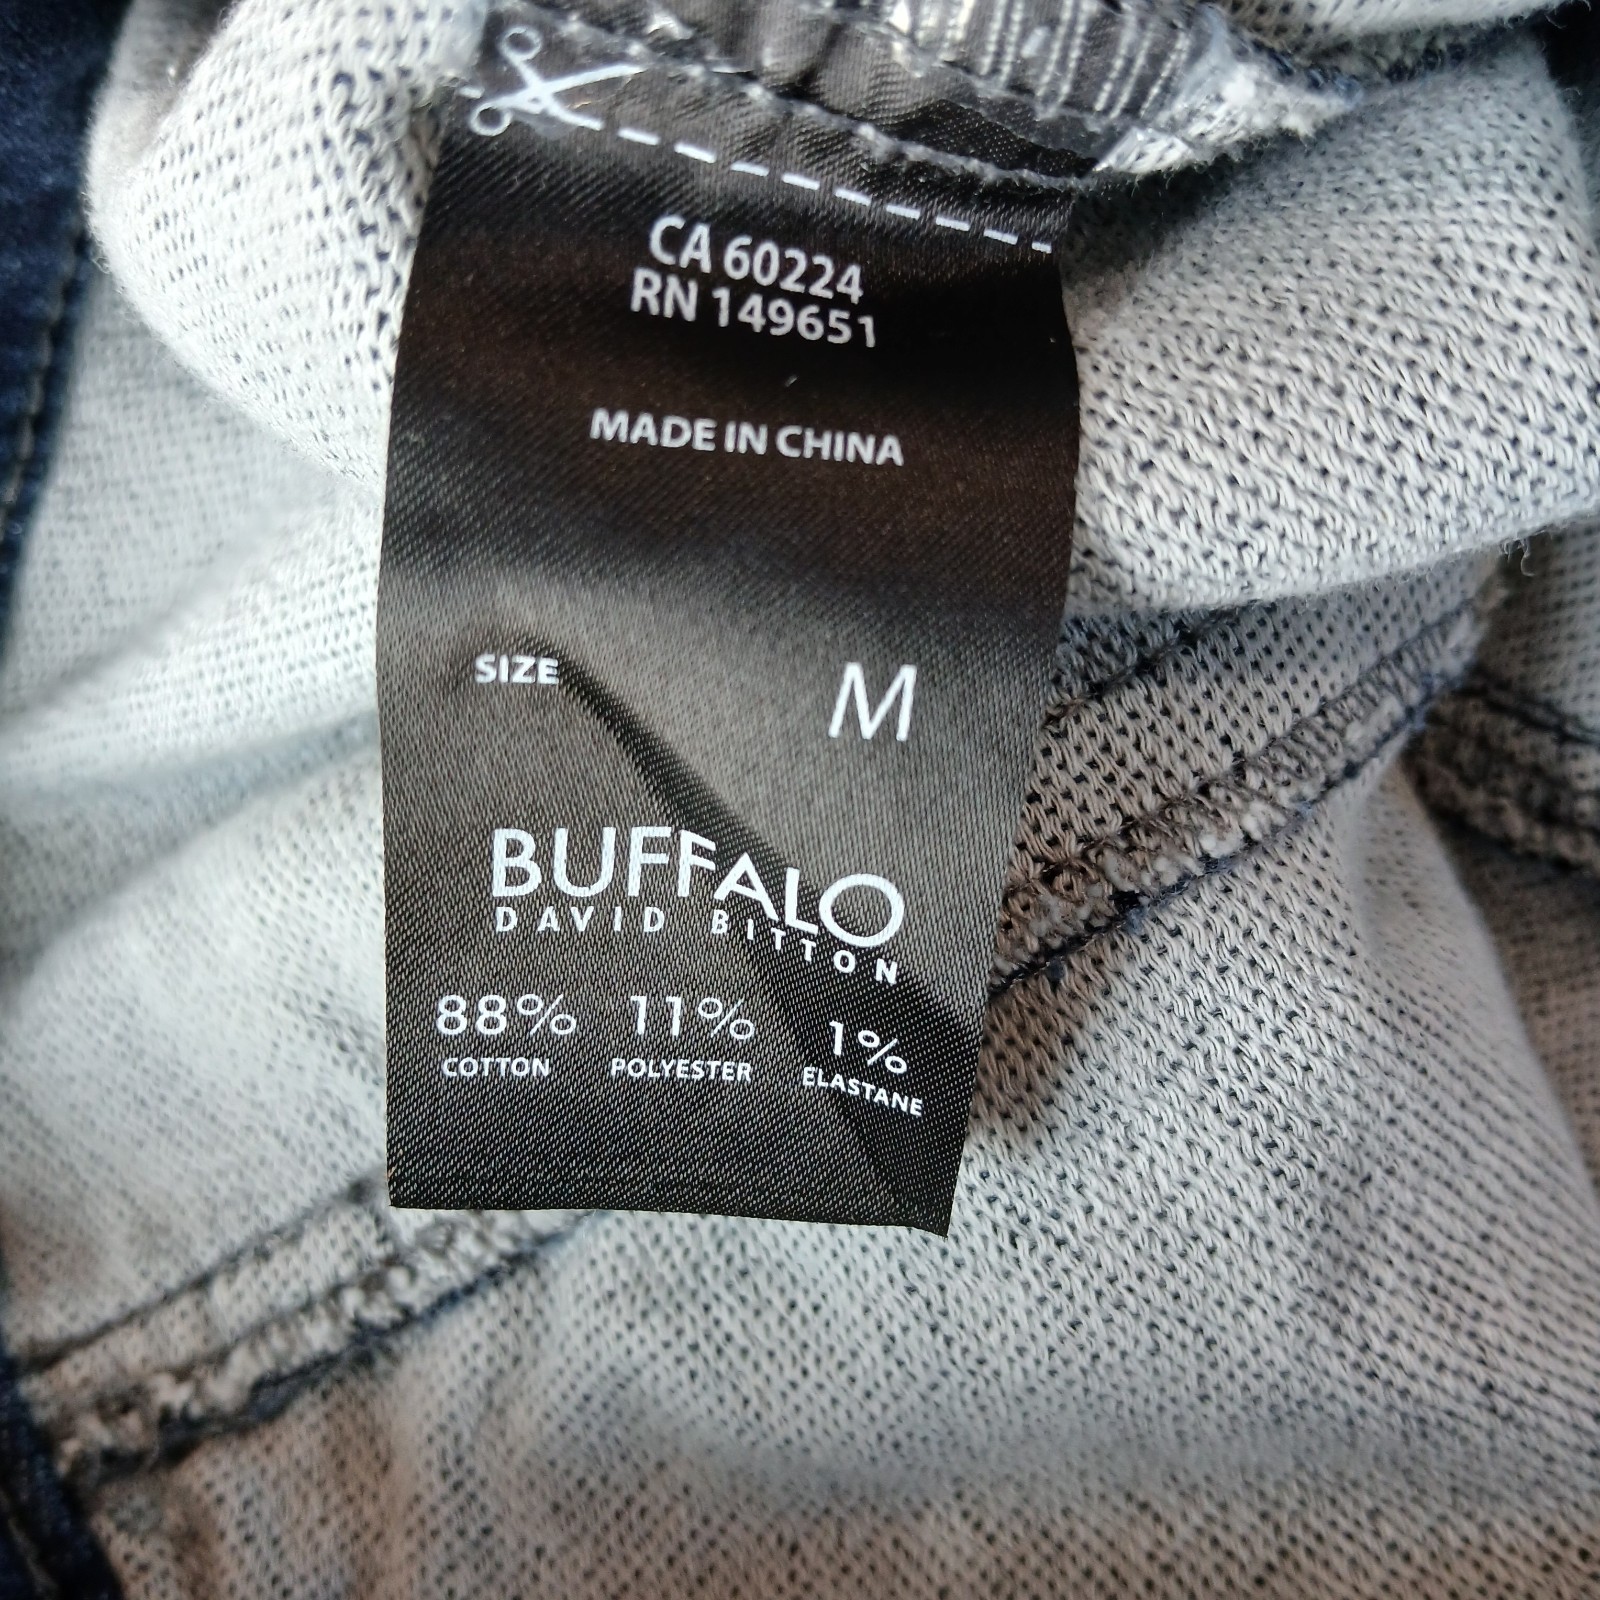 CA 60224
RN 149651
MADE IN CHINA
SIZE M
BUFFALO
DAVID BITTON
88% 11% 1%
COTTON POLYESTER ELASTANE